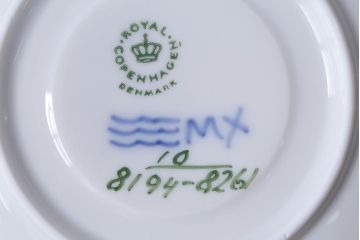 ROYAL
COPENHAGEN
DENMARK
MX
10
8194-8261